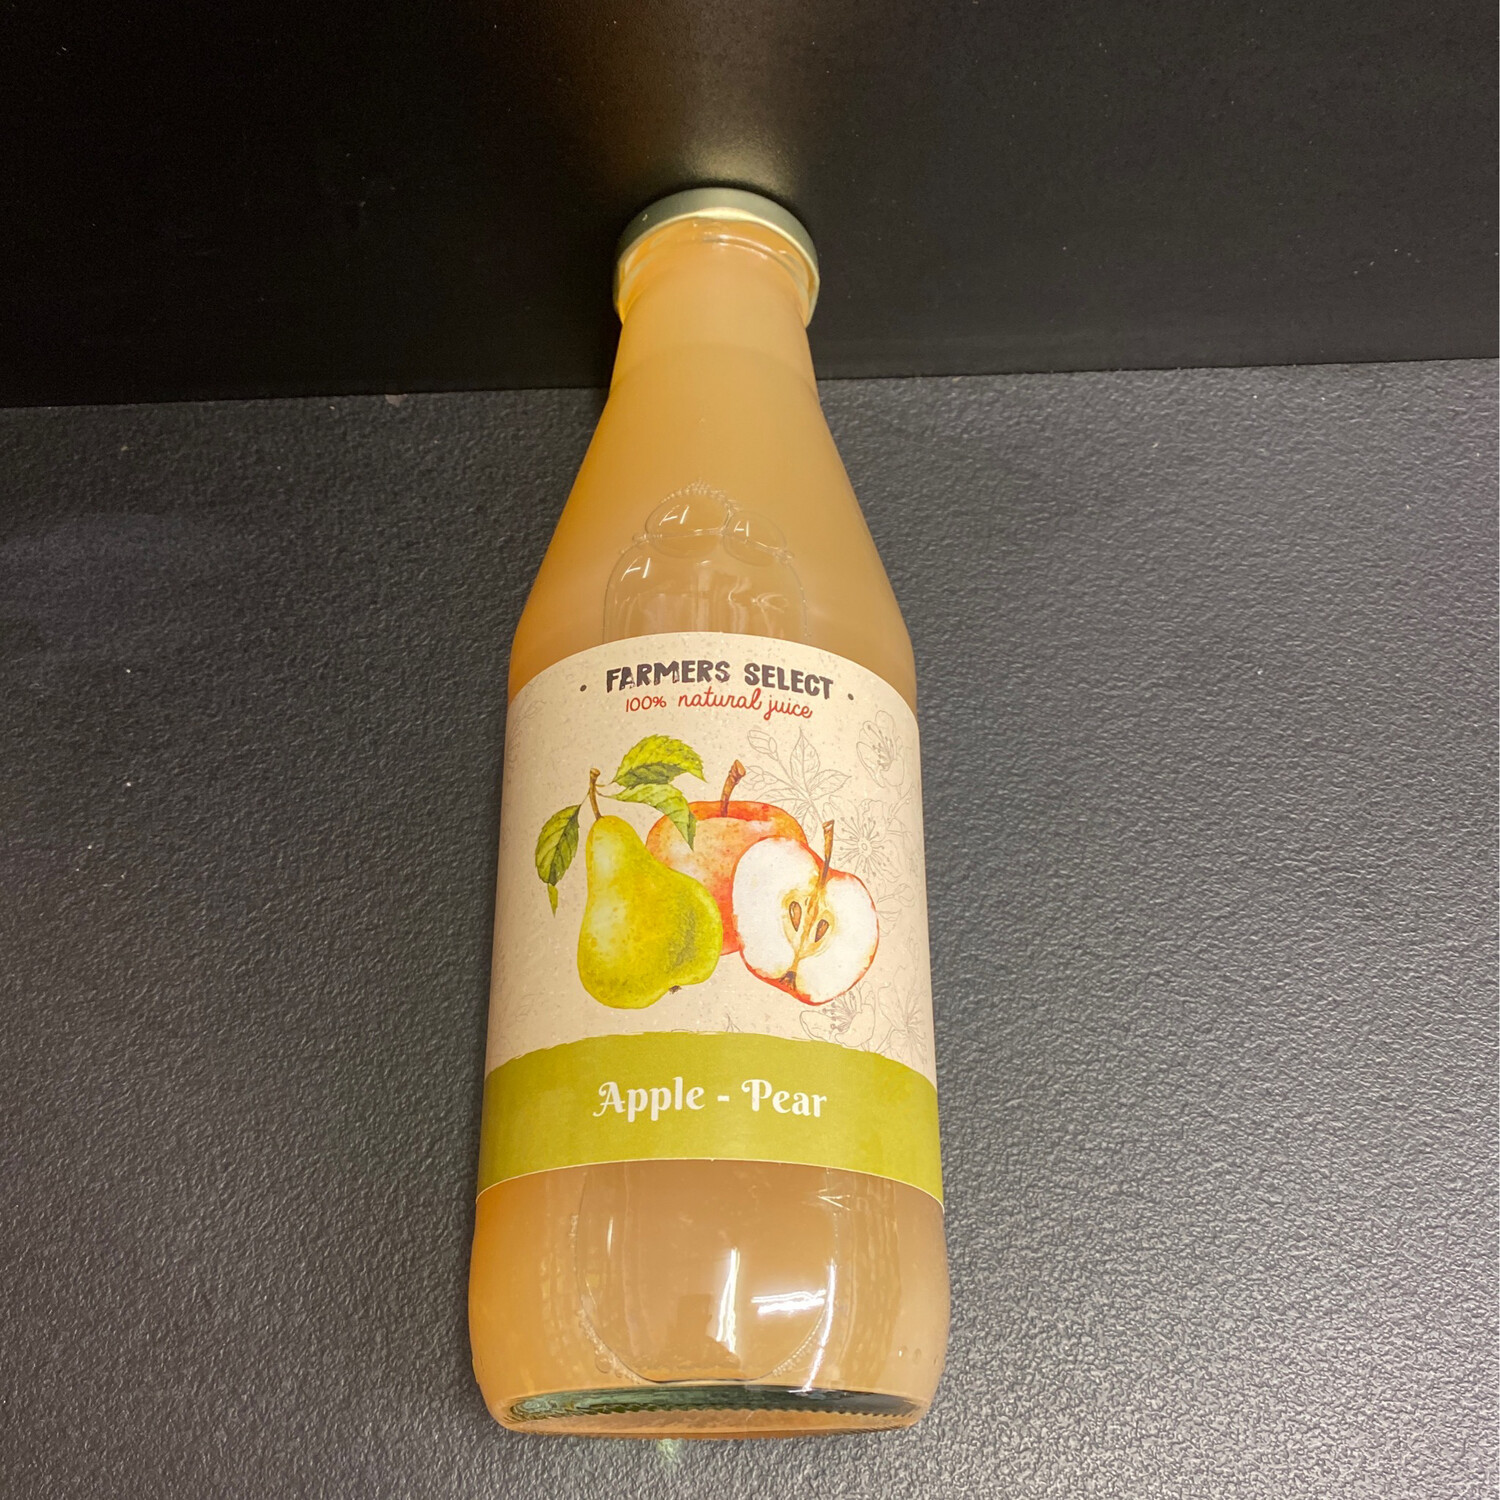 · FARMERS SELECT ·
100% natural juice
Apple - Pear